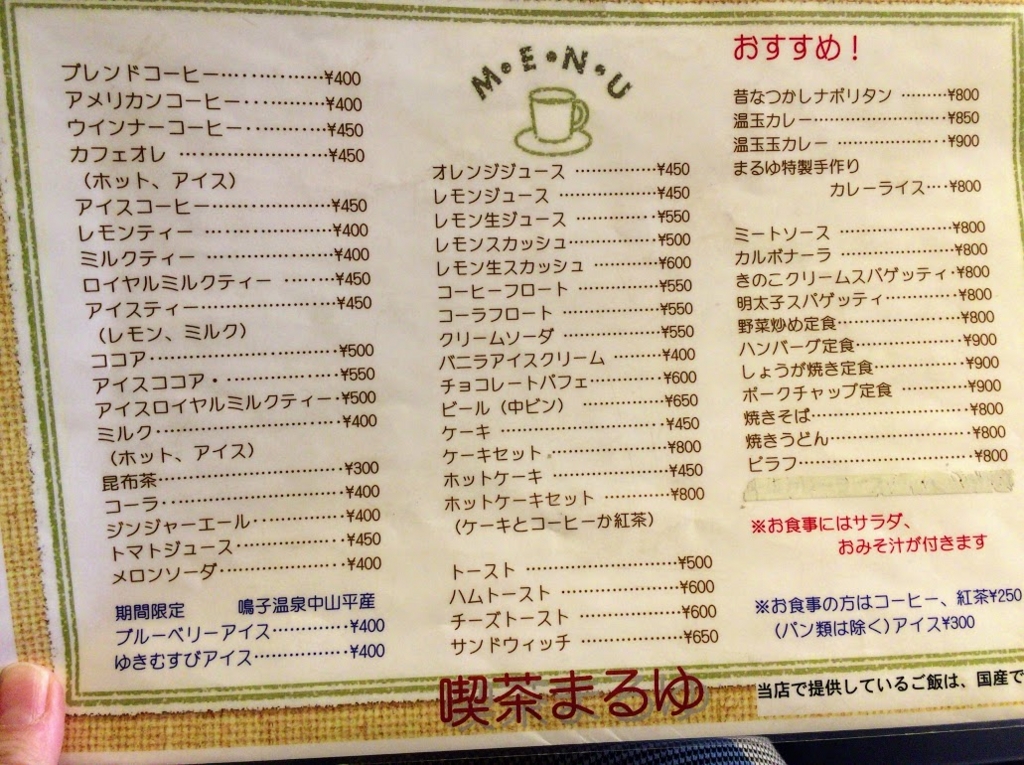 ブレンドコーヒー…‥………¥400
アメリカンコーヒー‥…………¥400
ウインナーコーヒー‥…………¥450
カフェオレ ………………¥450
（ホット、アイス）
アイスコーヒー……………¥450
レモンティー ………………¥400
ミルクティー ………………¥400
ロイヤルミルクティー ………¥450
アイスティー………………¥450
（レモン、ミルク）
ココア…………………………¥500
アイスココア・ ………………¥550
アイスロイヤルミルクティー‥¥500
ミルク…………………………¥400
（ホット、アイス）
昆布茶…………………………¥300
コーラ…………………………¥400
ジンジャーエール‥……………¥400
トマトジュース………………¥450
メロンソーダ…………………¥400
期間限定 鳴子温泉中山平産
ブルーベリーアイス……………¥400
ゆきむすびアイス………………¥400
M・E・N・U
オレンジジュース ………………¥450
レモンジュース …………………¥450
レモン生ジュース ………………¥550
レモンスカッシュ………………¥500
レモン生スカッシュ ……………¥600
コーヒーフロート ………………¥550
コーラフロート …………………¥550
クリームソーダ …………………¥550
バニラアイスクリーム …………¥400
チョコレートパフェ……………¥600
ビール（中ビン） ………………¥650
ケーキ ……………………………¥450
ケーキセット ……………………¥800
ホットケーキ ……………………¥450
ホットケーキセット ……………¥800
（ケーキとコーヒーか紅茶）
トースト …………………………¥500
ハムトースト ……………………¥600
チーズトースト …………………¥600
サンドウィッチ …………………¥650
喫茶まるゆ
おすすめ！
昔なつかしナポリタン ………¥800
温玉カレー……………………¥850
温玉玉カレー …………………¥900
まるゆ特製手作り
カレーライス‥‥¥800
ミートソース …………………¥800
カルボナーラ …………………¥800
きのこクリームスパゲッティ‥¥800
明太子スパゲッティ……………¥800
野菜炒め定食……………………¥800
ハンバーグ定食…………………¥900
しょうが焼き定食………………¥900
ポークチャップ定食 ……………¥900
焼きそば…………………………¥800
焼きうどん………………………¥800
ピラフ……………………………¥800
※お食事にはサラダ、
おみそ汁が付きます
※お食事の方はコーヒー、紅茶¥250
（パン類は除く）アイス¥300
当店で提供しているご飯は、国産で